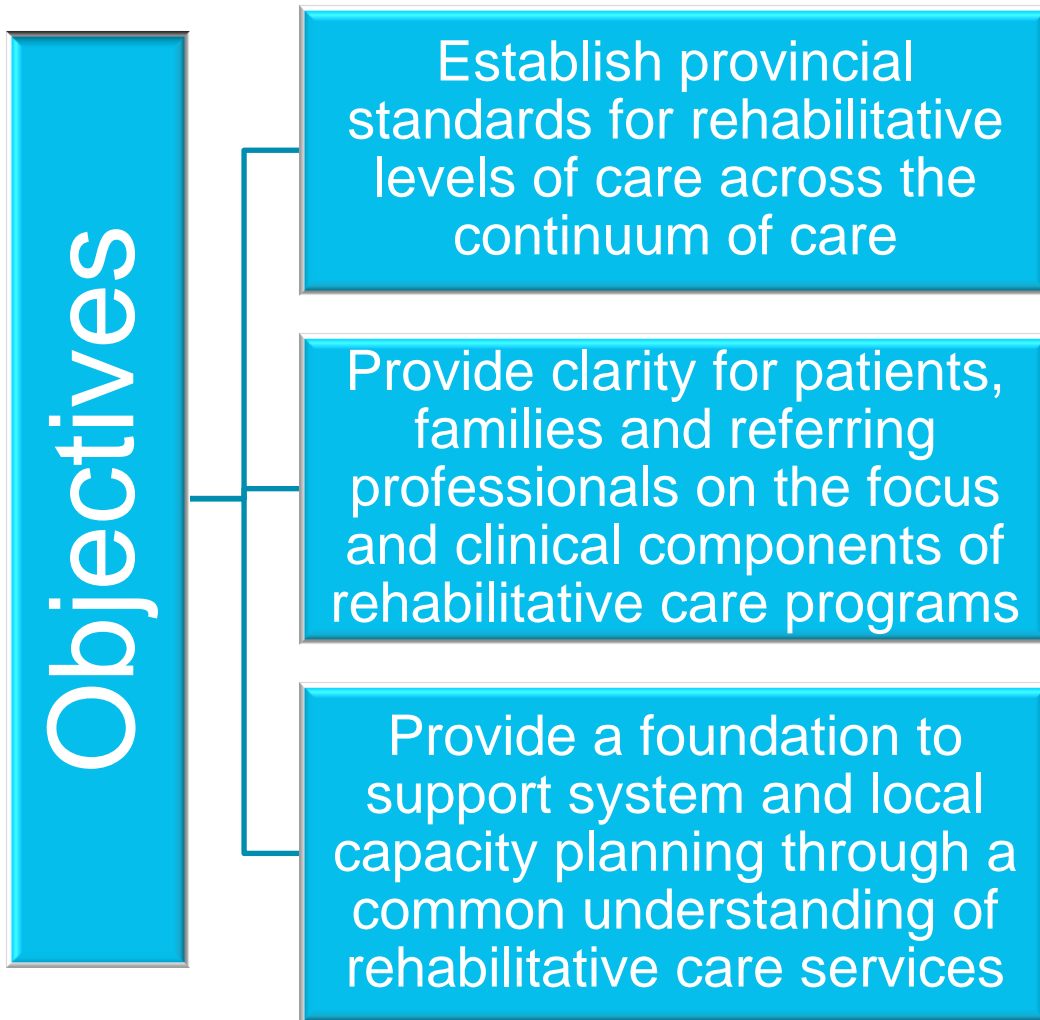 Objectives
Establish provincial
standards for rehabilitative
levels of care across the
continuum of care
Provide clarity for patients,
families and referring
professionals on the focus
and clinical components of
rehabilitative care programs
Provide a foundation to
support system and local
capacity planning through a
common understanding of
rehabilitative care services